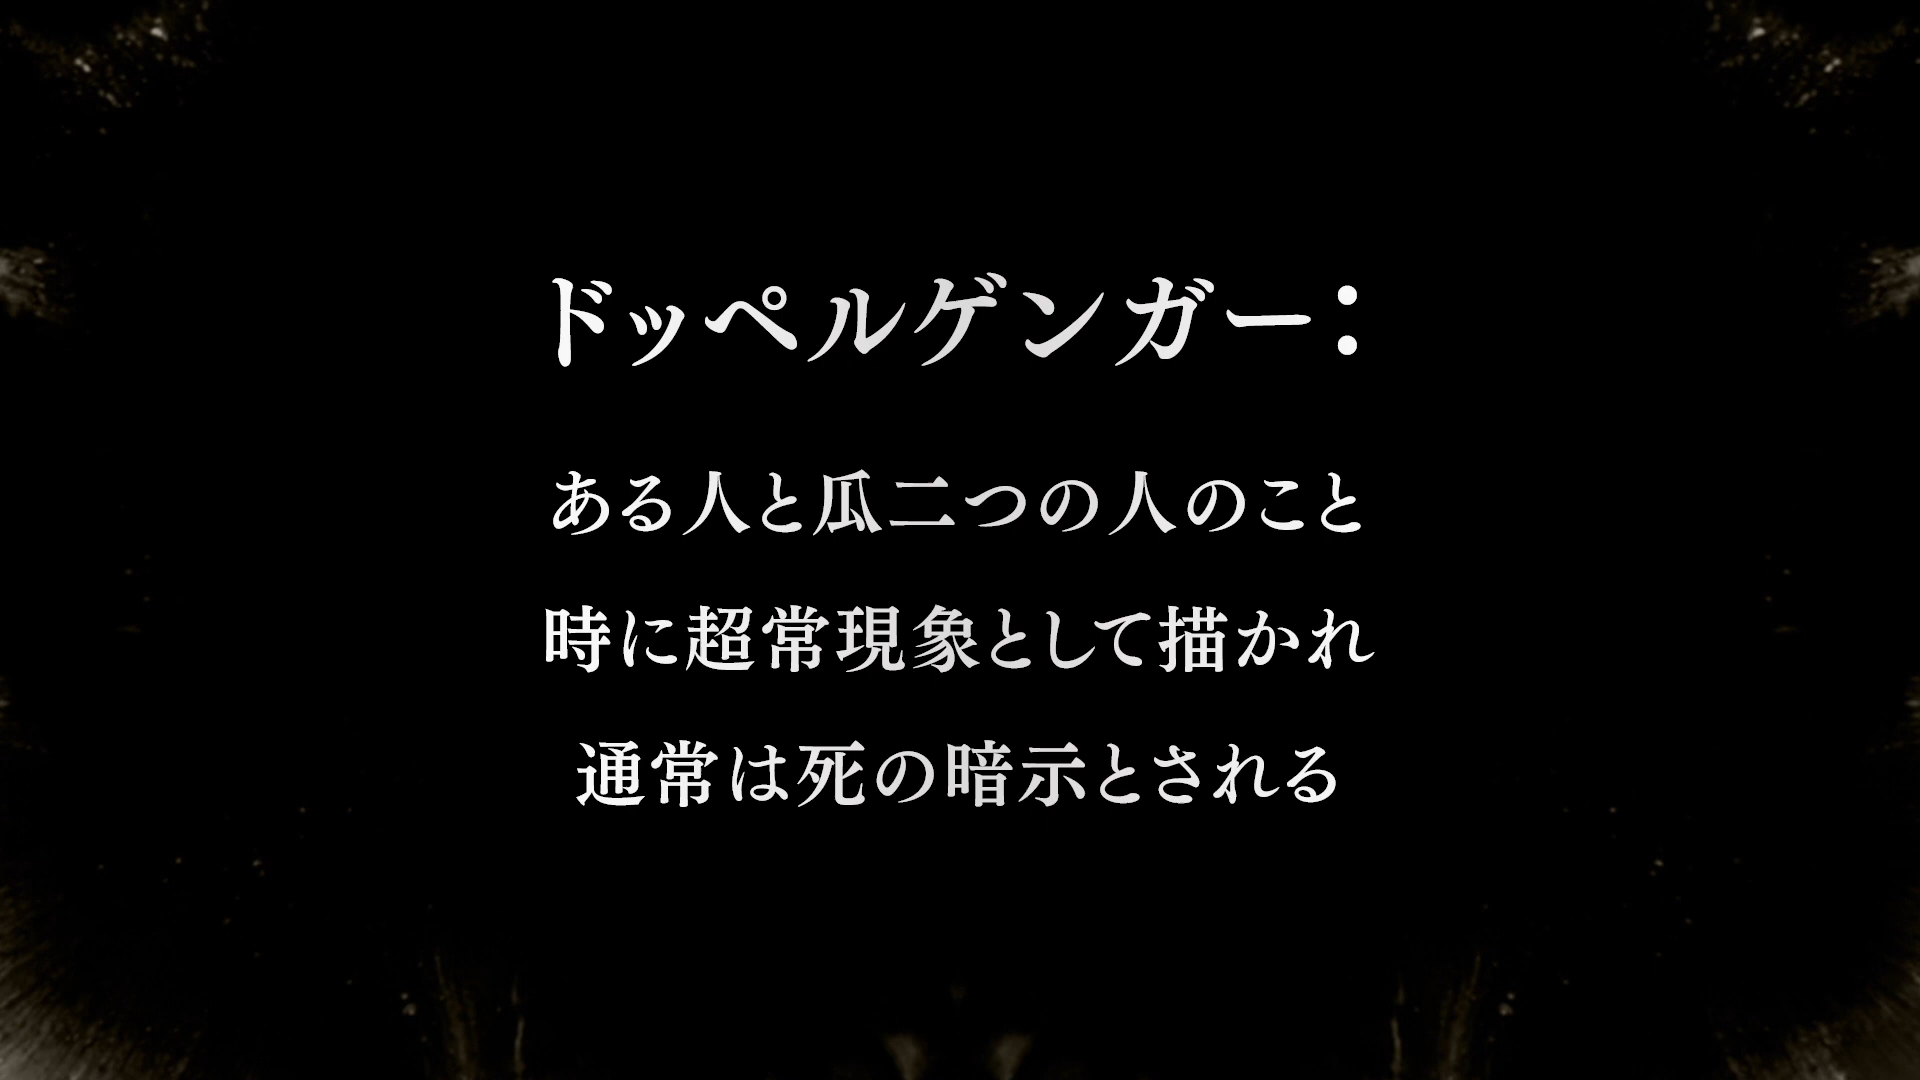 ドッペルゲンガー：
ある人と瓜二つの人のこと
時に超常現象として描かれ
通常は死の暗示とされる